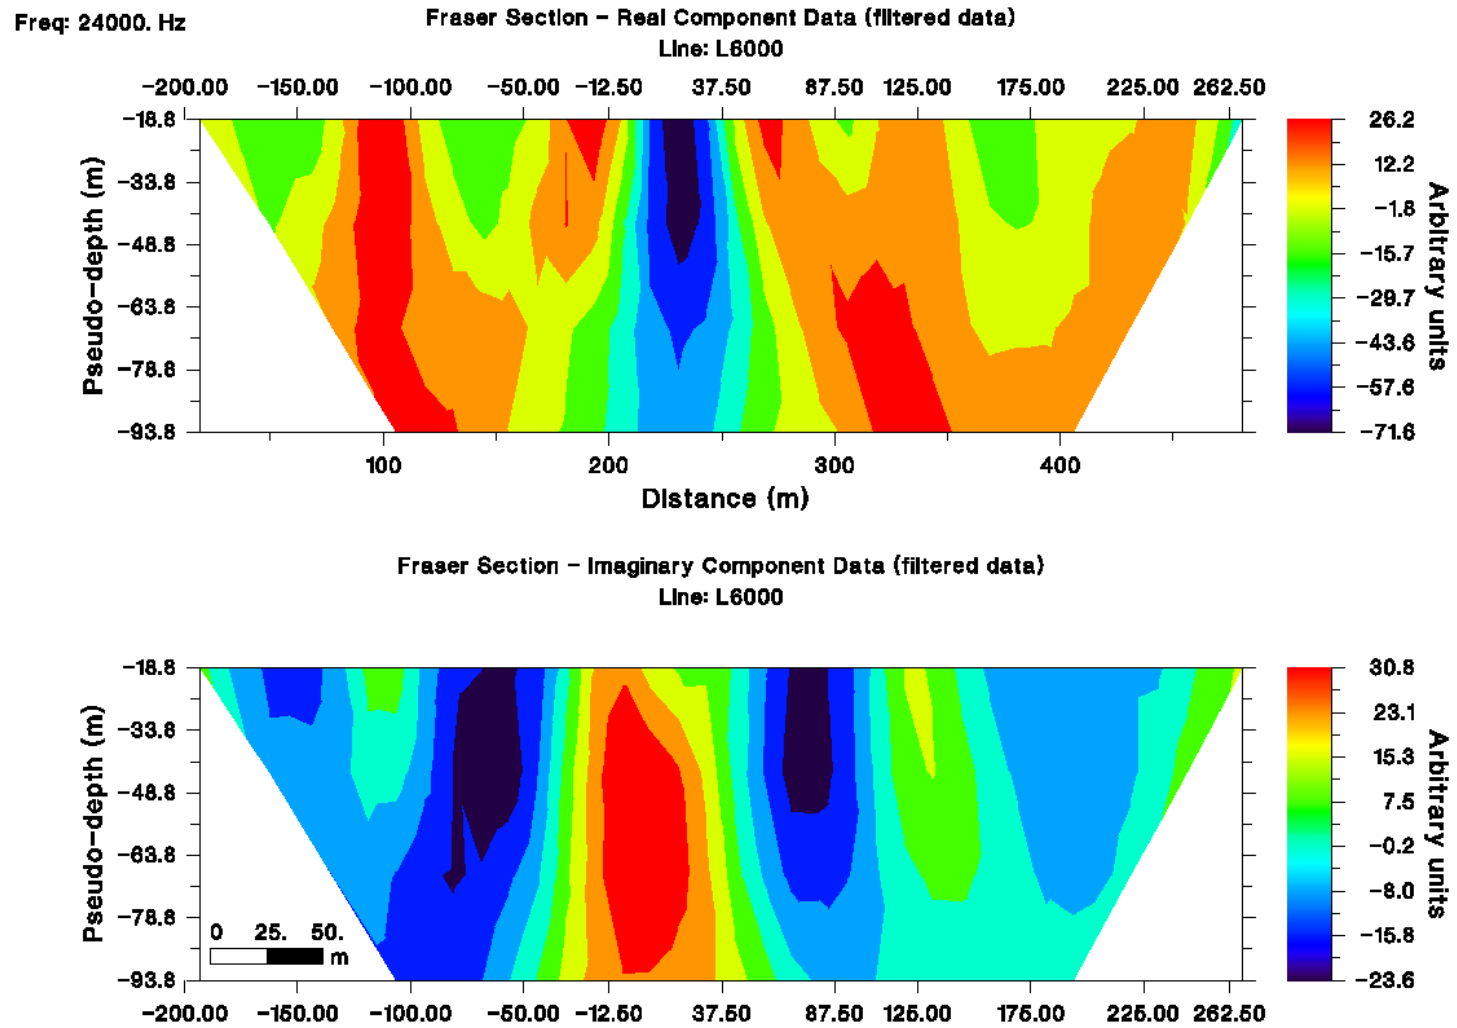 Freq: 24000. Hz
Fraser Section - Real Component Data (filtered data)
Line: L6000
-200.00 -150.00 -100.00 -50.00 -12.50 37.50 87.50 125.00 175.00 225.00 262.50
-18.8
-33.8
-48.8
-63.8
-78.8
-93.8
Pseudo-depth (m)
26.2
12.2
-1.8
-15.7
-29.7
-43.6
-57.6
-71.6
Arbitrary units
100 200 300 400
Distance (m)
Fraser Section - Imaginary Component Data (filtered data)
Line: L6000
-18.8
-33.8
-48.8
-63.8
-78.8
-93.8
Pseudo-depth (m)
0 25. 50.
m
30.8
23.1
15.3
7.5
-0.2
-8.0
-15.8
-23.6
Arbitrary units
-200.00 -150.00 -100.00 -50.00 -12.50 37.50 87.50 125.00 175.00 225.00 262.50